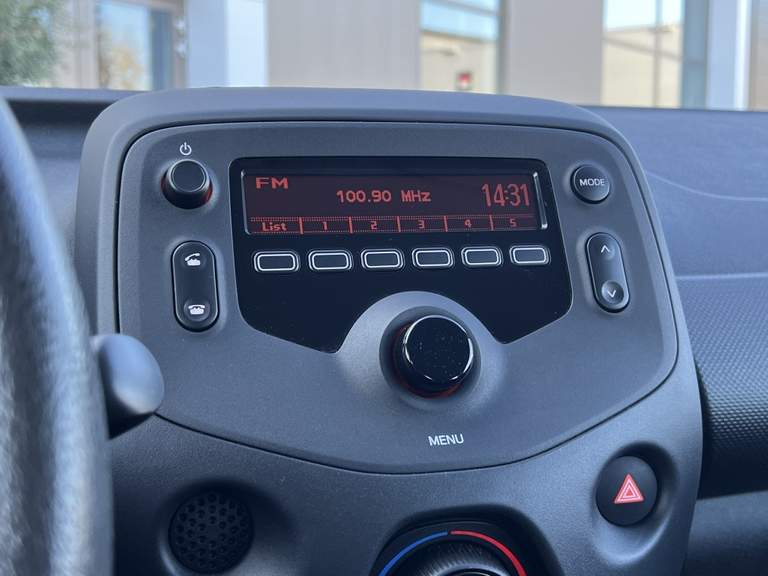 FM
100.90 MHz 14:31
List 1 2 3 4 5
MODE
MENU